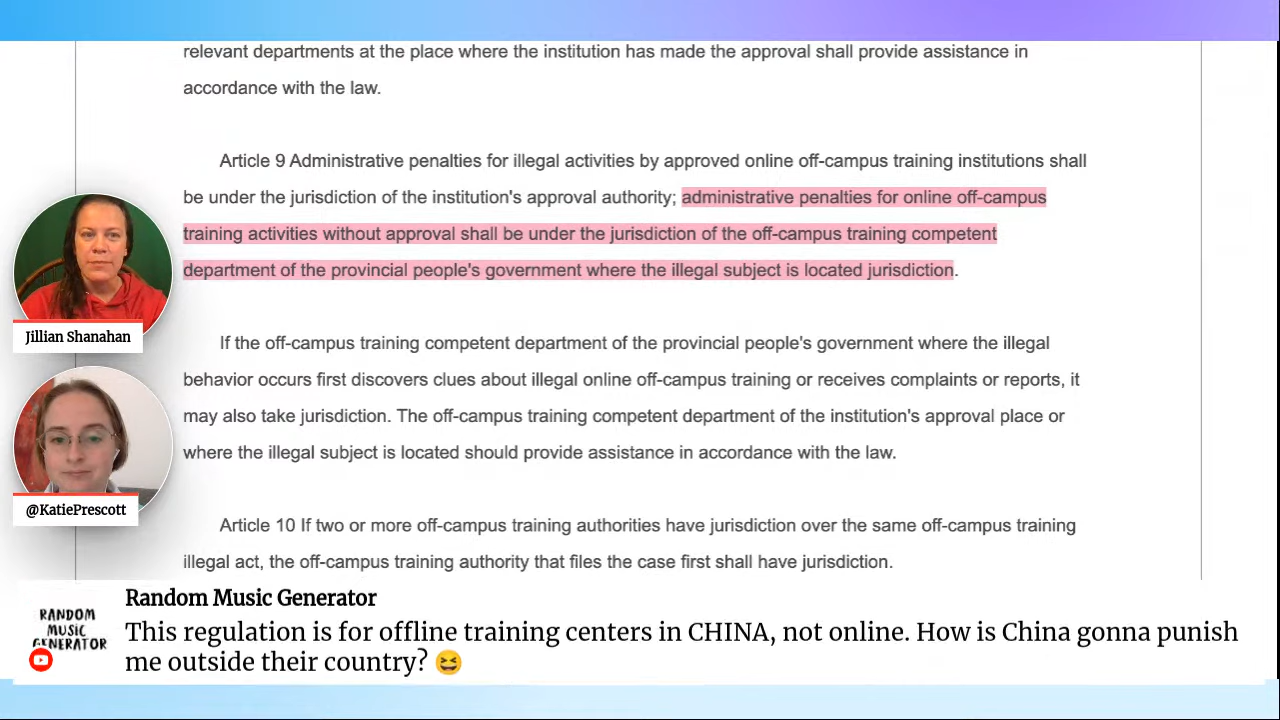 relevant departments at the place where the institution has made the approval shall provide assistance in
accordance with the law.
Article 9 Administrative penalties for illegal activities by approved online off-campus training institutions shall
be under the jurisdiction of the institution's approval authority; administrative penalties for online off-campus
training activities without approval shall be under the jurisdiction of the off-campus training competent
department of the provincial people's government where the illegal subject is located jurisdiction.
If the off-campus training competent department of the provincial people's government where the illegal
behavior occurs first discovers clues about illegal online off-campus training or receives complaints or reports, it
may also take jurisdiction. The off-campus training competent department of the institution's approval place or
where the illegal subject is located should provide assistance in accordance with the law.
Article 10 If two or more off-campus training authorities have jurisdiction over the same off-campus training
illegal act, the off-campus training authority that files the case first shall have jurisdiction.
Jillian Shanahan
@KatiePrescott
RANDOM
MUSIC
GENERATOR
Random Music Generator
This regulation is for offline training centers in CHINA, not online. How is China gonna punish
me outside their country? 😆